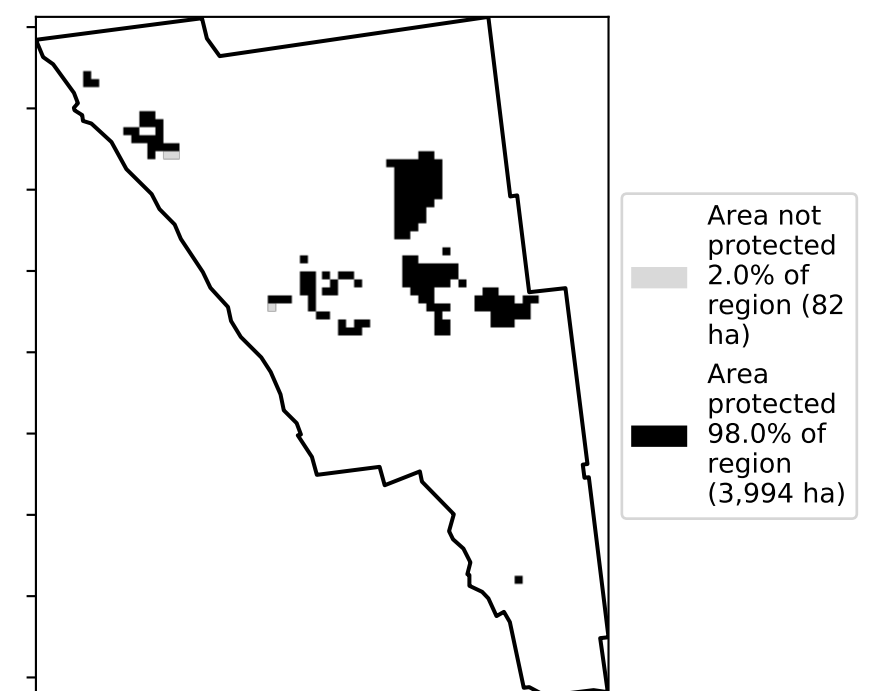 Area not
protected
2.0% of
region (82
ha)
Area
protected
98.0% of
region
(3,994 ha)